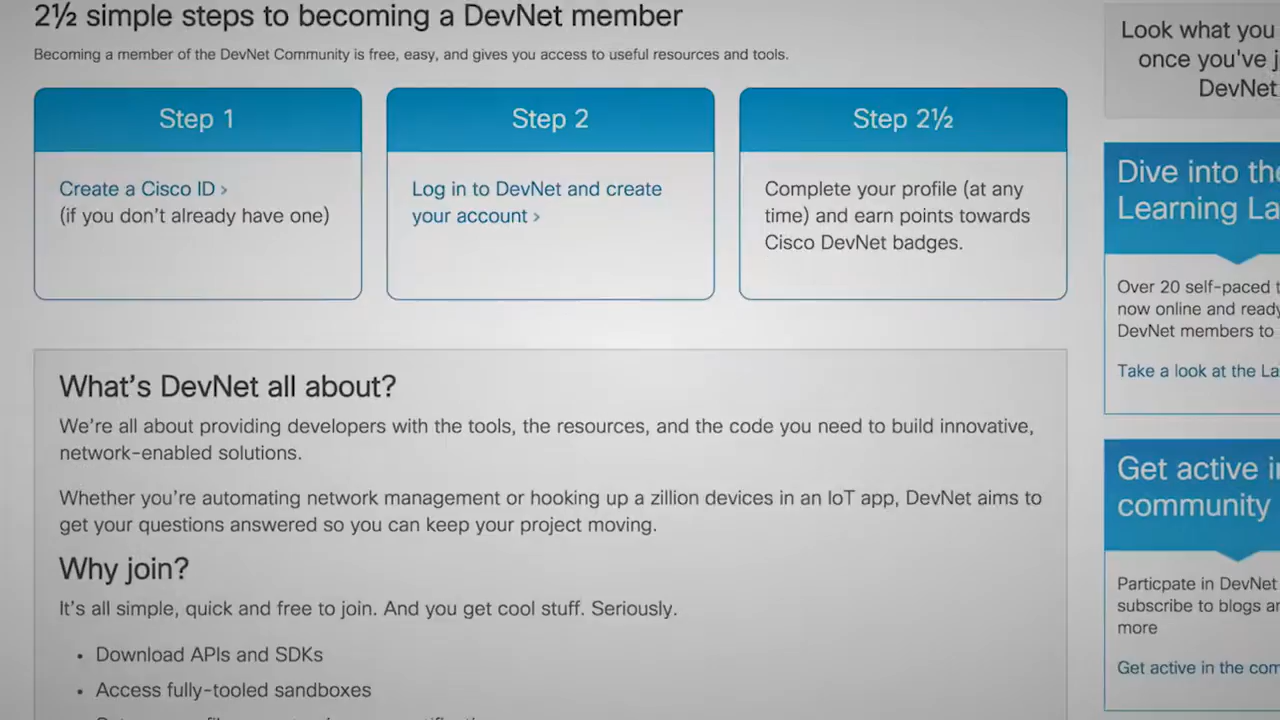 2½ simple steps to becoming a DevNet member
Becoming a member of the DevNet Community is free, easy, and gives you access to useful resources and tools.
Step 1
Create a Cisco ID ›
(if you don't already have one)
Step 2
Log in to DevNet and create
your account ›
Step 2½
Complete your profile (at any
time) and earn points towards
Cisco DevNet badges.
What's DevNet all about?
We're all about providing developers with the tools, the resources, and the code you need to build innovative,
network-enabled solutions.
Whether you're automating network management or hooking up a zillion devices in an IoT app, DevNet aims to
get your questions answered so you can keep your project moving.
Why join?
It's all simple, quick and free to join. And you get cool stuff. Seriously.
• Download APIs and SDKs
• Access fully-tooled sandboxes
Look what you
once you've
DevNet
Dive into
Learning
Over 20 self-paced
now online and
DevNet members to
Take a look at the
Get active
community
Particpate in DevNet
subscribe to blogs
more
Get active in the